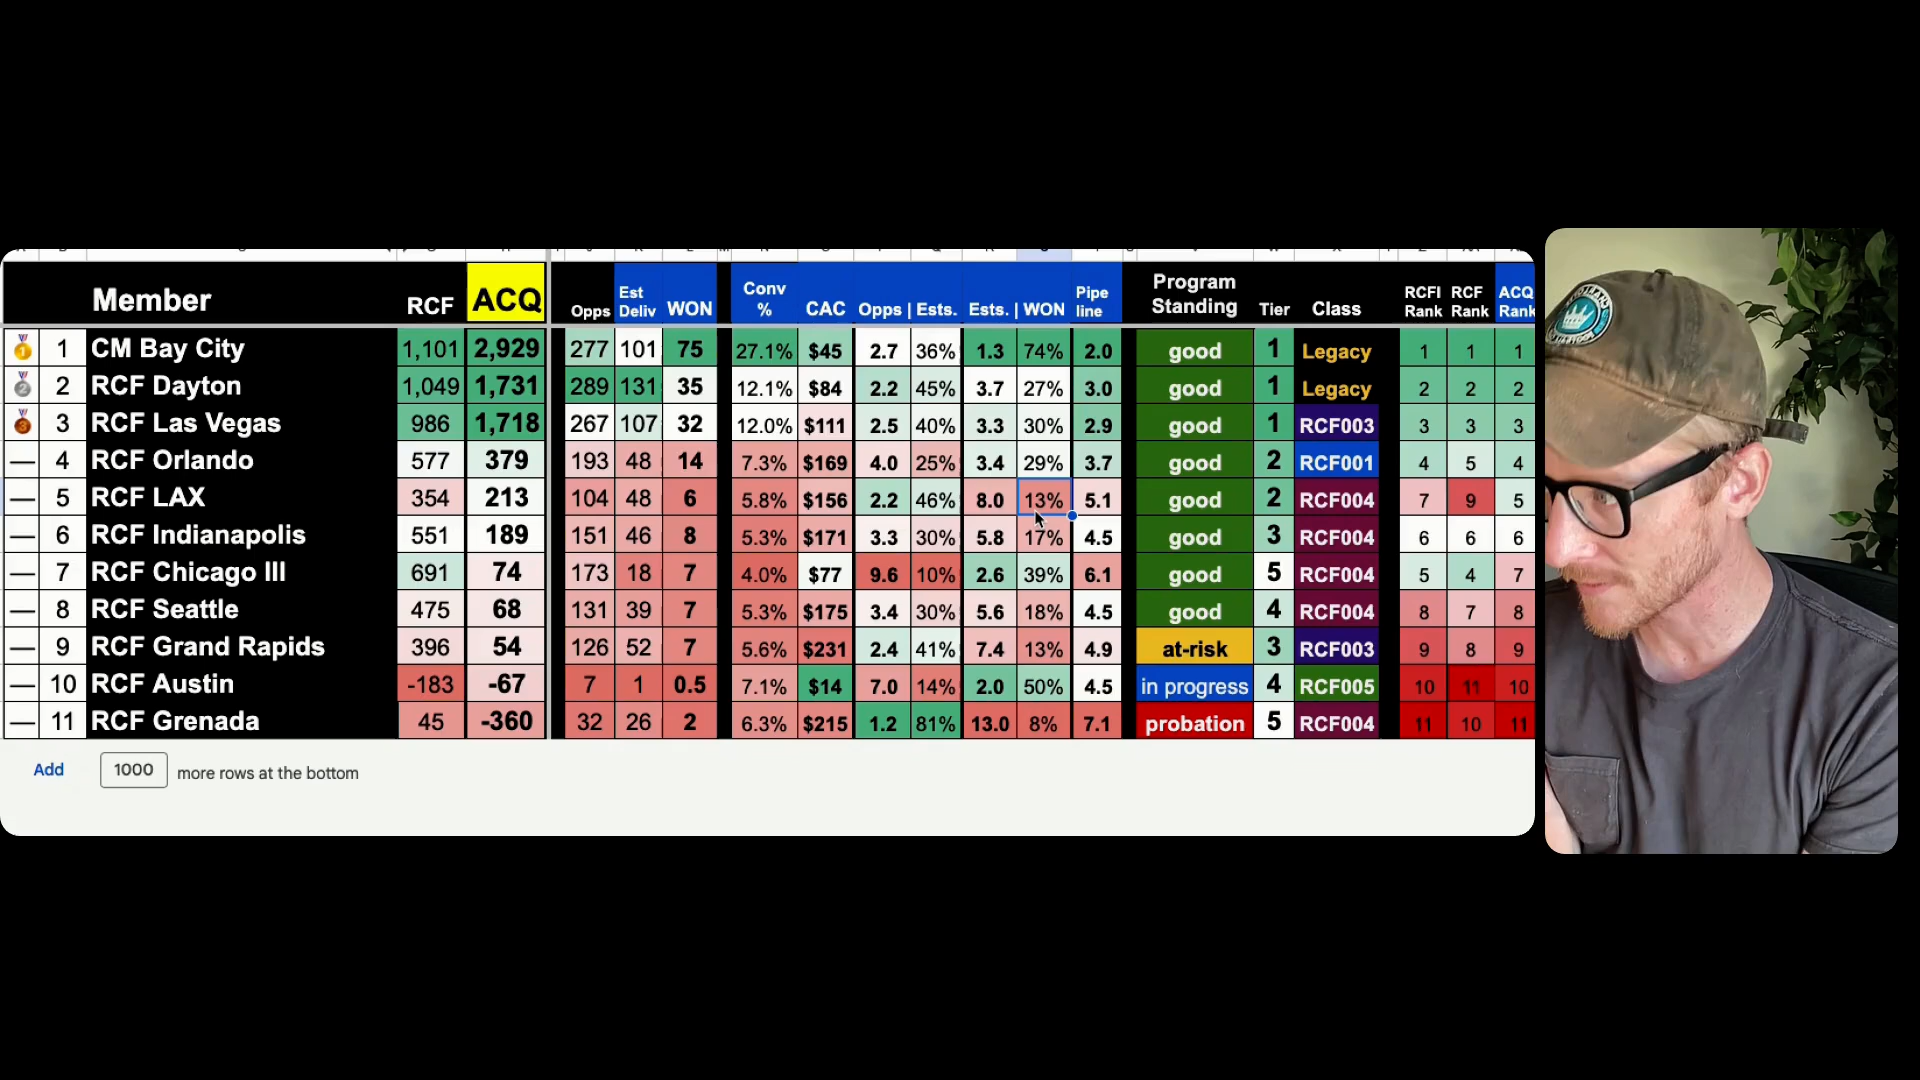 Member RCF ACQ Opps Est Deliv WON Conv % CAC Opps | Ests. Ests. | WON Pipe line Program Standing Tier Class RCFI Rank RCF Rank ACQ Rank
1 CM Bay City 1,101 2,929 277 101 75 27.1% $45 2.7 36% 1.3 74% 2.0 good 1 Legacy 1 1 1
2 RCF Dayton 1,049 1,731 289 131 35 12.1% $84 2.2 45% 3.7 27% 3.0 good 1 Legacy 2 2 2
3 RCF Las Vegas 986 1,718 267 107 32 12.0% $111 2.5 40% 3.3 30% 2.9 good 1 RCF003 3 3 3
— 4 RCF Orlando 577 379 193 48 14 7.3% $169 4.0 25% 3.4 29% 3.7 good 2 RCF001 4 5 4
— 5 RCF LAX 354 213 104 48 6 5.8% $156 2.2 46% 8.0 13% 5.1 good 2 RCF004 7 9 5
— 6 RCF Indianapolis 551 189 151 46 8 5.3% $171 3.3 30% 5.8 17% 4.5 good 3 RCF004 6 6 6
— 7 RCF Chicago III 691 74 173 18 7 4.0% $77 9.6 10% 2.6 39% 6.1 good 5 RCF004 5 4 7
— 8 RCF Seattle 475 68 131 39 7 5.3% $175 3.4 30% 5.6 18% 4.5 good 4 RCF004 8 7 8
— 9 RCF Grand Rapids 396 54 126 52 7 5.6% $231 2.4 41% 7.4 13% 4.9 at-risk 3 RCF003 9 8 9
— 10 RCF Austin -183 -67 7 1 0.5 7.1% $14 7.0 14% 2.0 50% 4.5 in progress 4 RCF005 10 11 10
— 11 RCF Grenada 45 -360 32 26 2 6.3% $215 1.2 81% 13.0 8% 7.1 probation 5 RCF004 11 10 11
Add 1000 more rows at the bottom